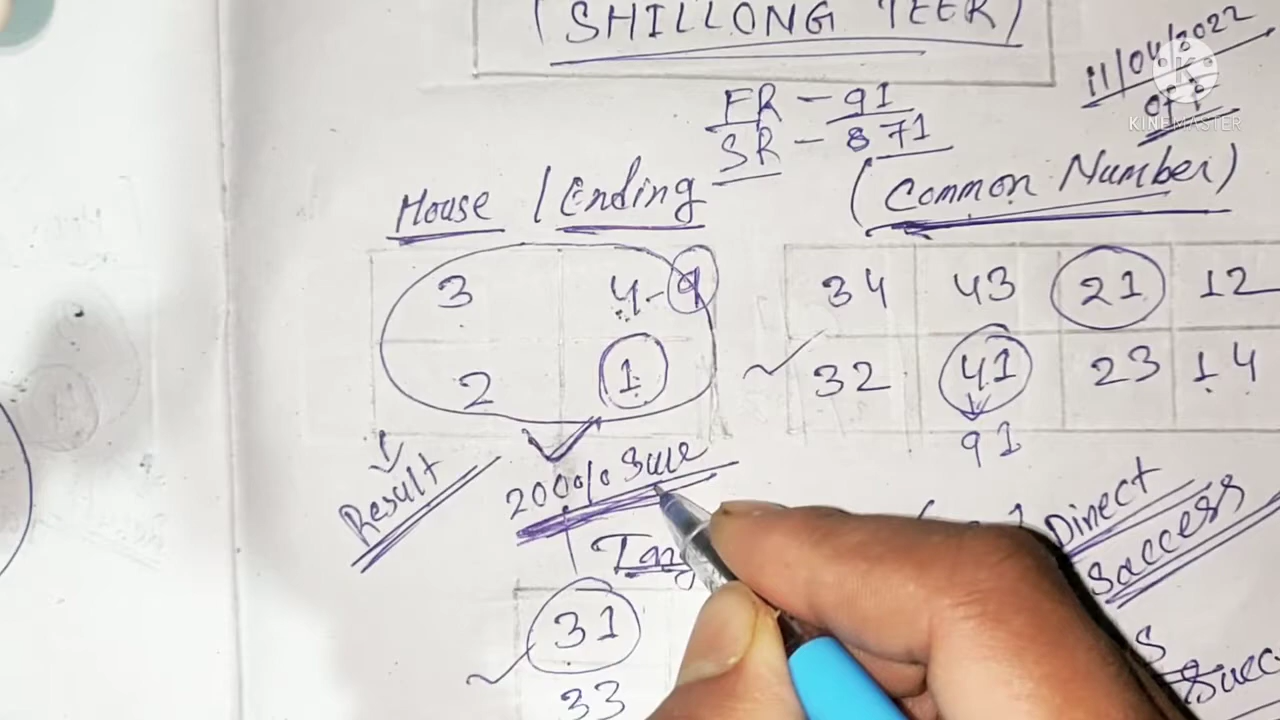 (SHILLONG TEER)
11/04/2022
FR - 91
SR - 871
KINEMASTER
House / Ending
(Common Number)
3 4-9
2 1
34 43 21 12
32 41 23 14
91
Result
200% Sure
Direct
Success
31
33
S